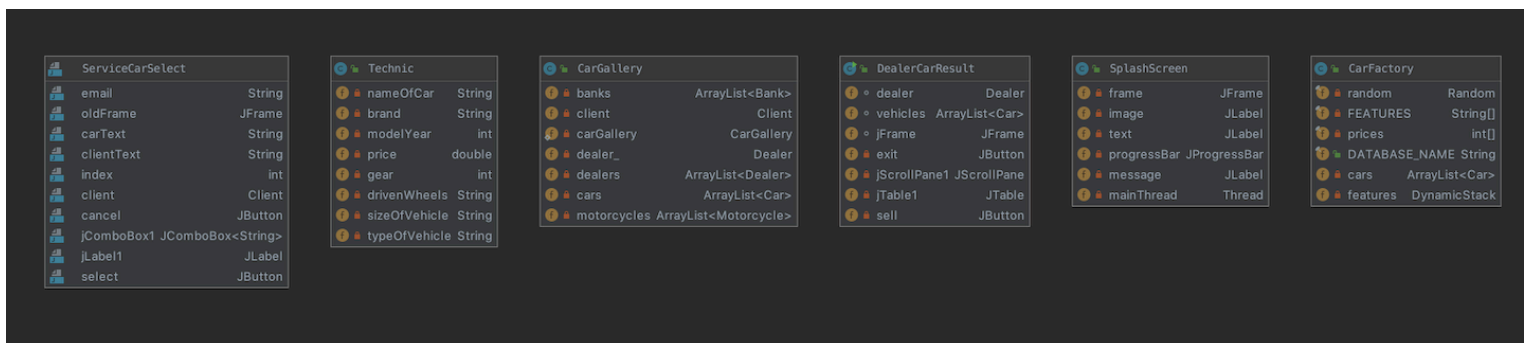 ServiceCarSelect
email String
oldFrame JFrame
carText String
clientText String
index int
client Client
cancel JButton
jComboBox1 JComboBox<String>
jLabel1 JLabel
select JButton
Technic
nameOfCar String
brand String
modelYear int
price double
gear int
drivenWheels String
sizeOfVehicle String
typeOfVehicle String
CarGallery
banks ArrayList<Bank>
client Client
carGallery CarGallery
dealer_ Dealer
dealers ArrayList<Dealer>
cars ArrayList<Car>
motorcycles ArrayList<Motorcycle>
DealerCarResult
dealer Dealer
vehicles ArrayList<Car>
jFrame JFrame
exit JButton
jScrollPane1 JScrollPane
jTable1 JTable
sell JButton
SplashScreen
frame JFrame
image JLabel
text JLabel
progressBar JProgressBar
message JLabel
mainThread Thread
CarFactory
random Random
FEATURES String[]
prices int[]
DATABASE_NAME String
cars ArrayList<Car>
features DynamicStack